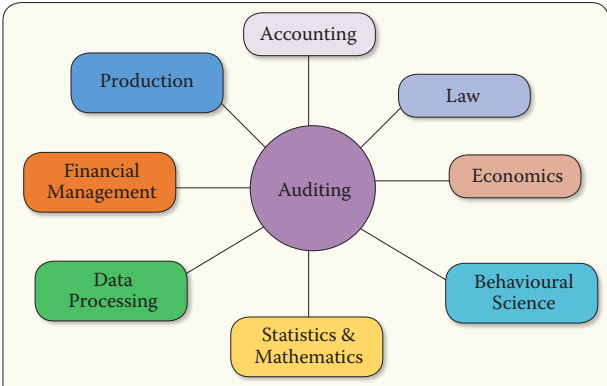 Accounting
Production
Law
Financial
Management
Auditing
Economics
Data
Processing
Behavioural
Science
Statistics &
Mathematics